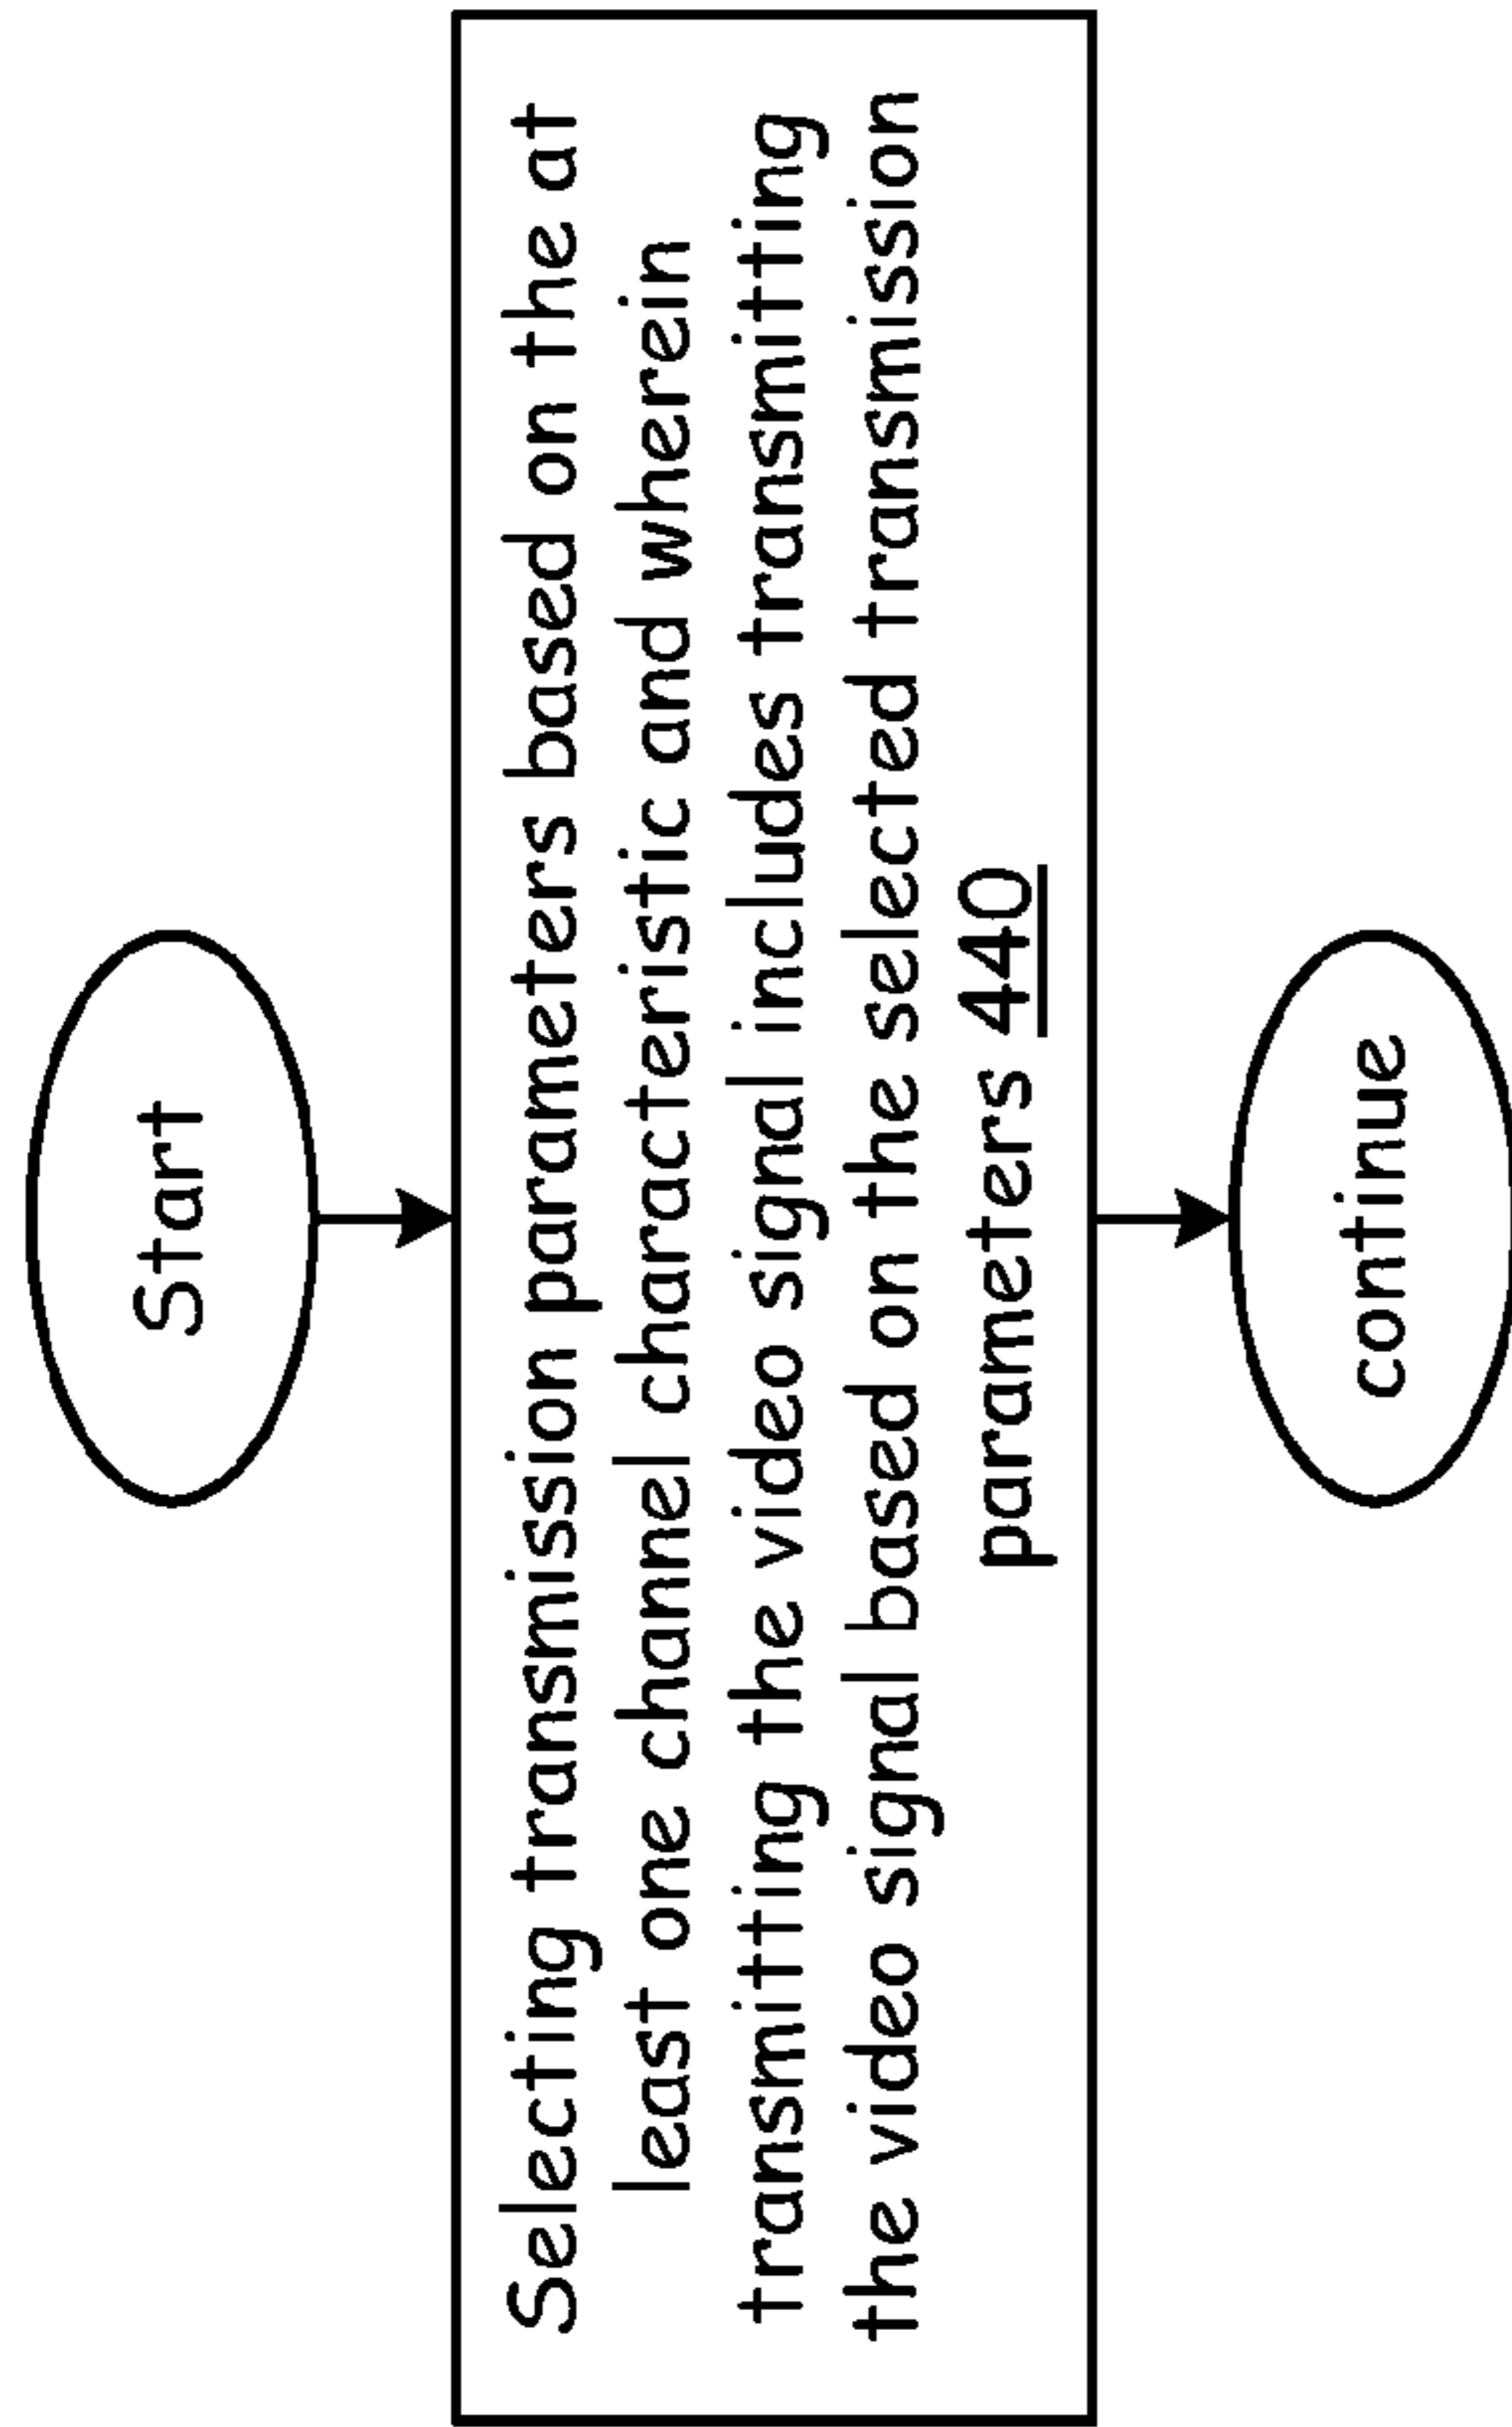 Start
Selecting transmission parameters based on the at
least one channel characteristic and wherein
transmitting the video signal includes transmitting
the video signal based on the selected transmission
parameters 440
continue